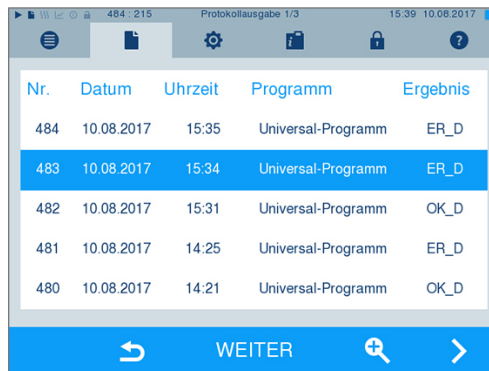 484 : 215 Protokollausgabe 1/3 15:39 10.08.2017
Nr. Datum Uhrzeit Programm Ergebnis
484 10.08.2017 15:35 Universal-Programm ER_D
483 10.08.2017 15:34 Universal-Programm ER_D
482 10.08.2017 15:31 Universal-Programm OK_D
481 10.08.2017 14:25 Universal-Programm ER_D
480 10.08.2017 14:21 Universal-Programm OK_D
WEITER